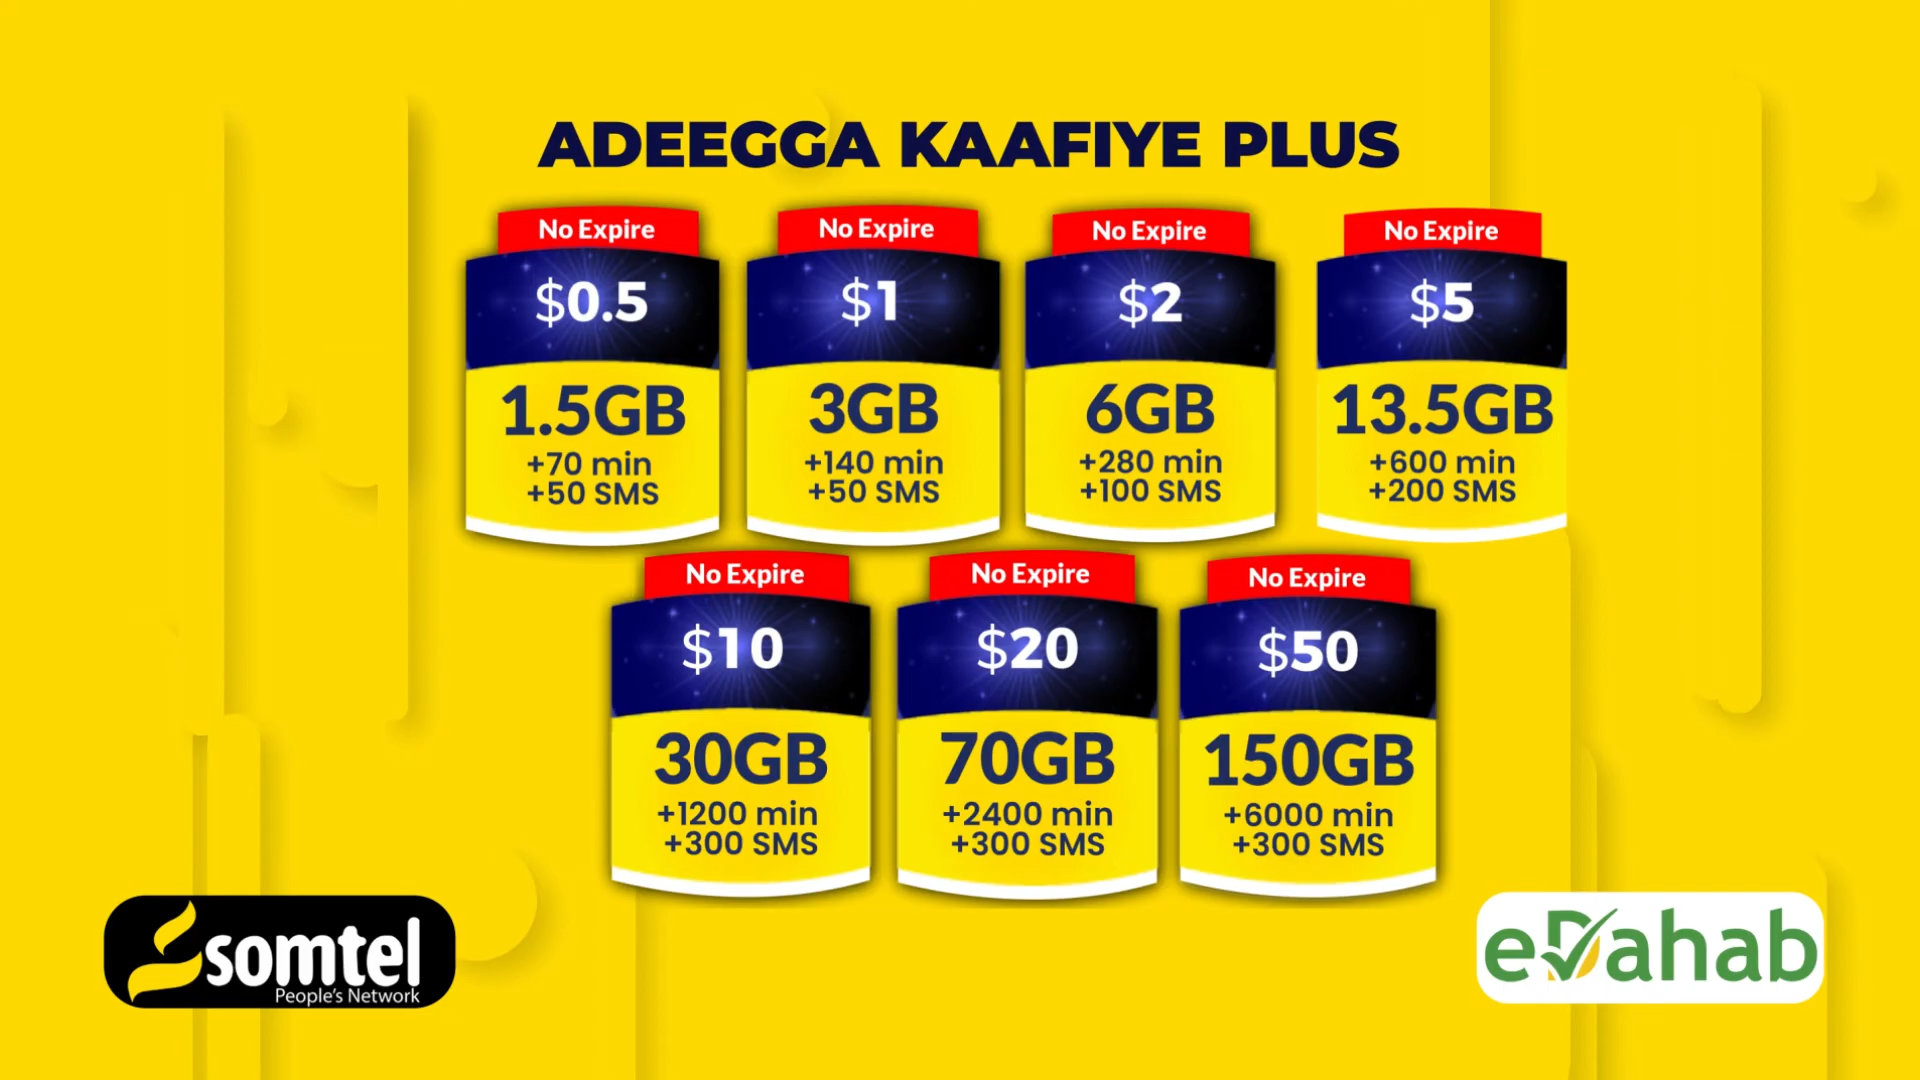 ADEEGGA KAAFIYE PLUS
No Expire
$0.5
1.5GB
+70 min
+50 SMS
No Expire
$1
3GB
+140 min
+50 SMS
No Expire
$2
6GB
+280 min
+100 SMS
No Expire
$5
13.5GB
+600 min
+200 SMS
No Expire
$10
30GB
+1200 min
+300 SMS
No Expire
$20
70GB
+2400 min
+300 SMS
No Expire
$50
150GB
+6000 min
+300 SMS
somtel
People's Network
eDahab